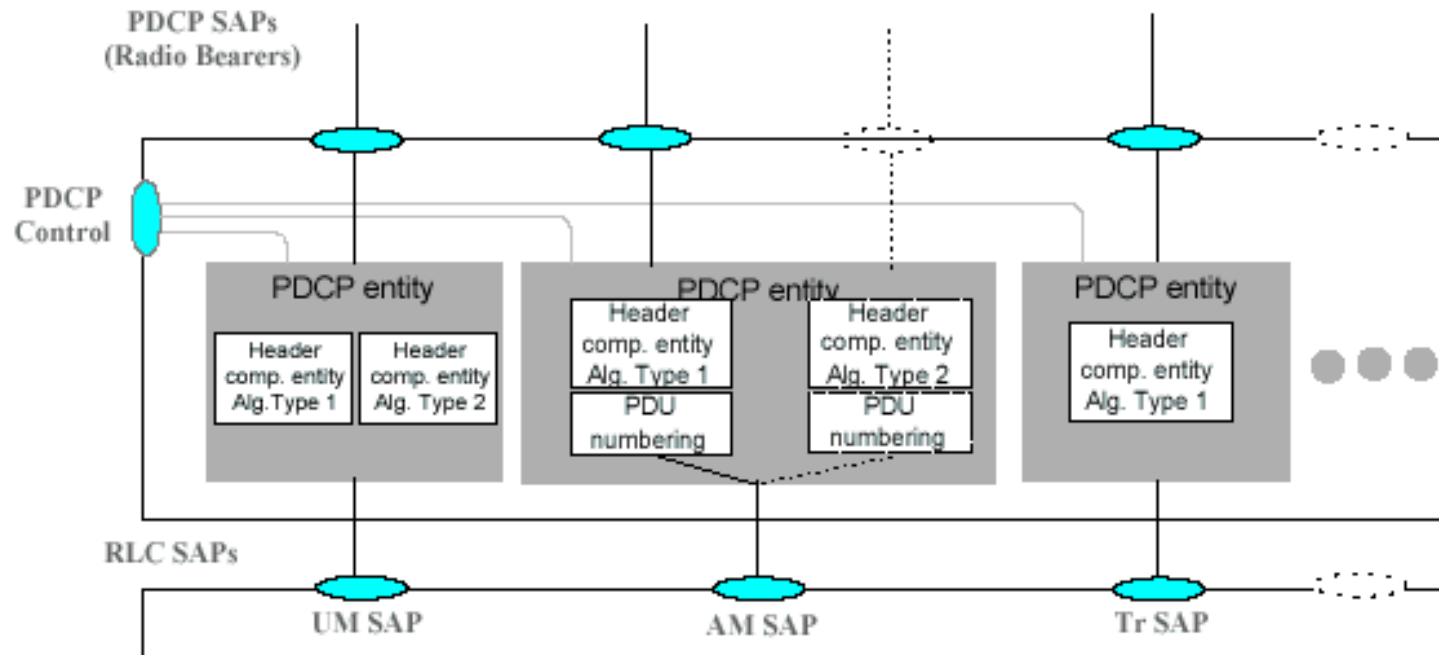 PDCP SAPs
(Radio Bearers)
PDCP
Control
PDCP entity
Header
comp. entity
Alg.Type 1
Header
comp. entity
Alg. Type 2
PDCP entity
Header
comp. entity
Alg. Type 1
PDU
numbering
Header
comp. entity
Alg. Type 2
PDU
numbering
PDCP entity
Header
comp. entity
Alg. Type 1
RLC SAPs
UM SAP
AM SAP
Tr SAP